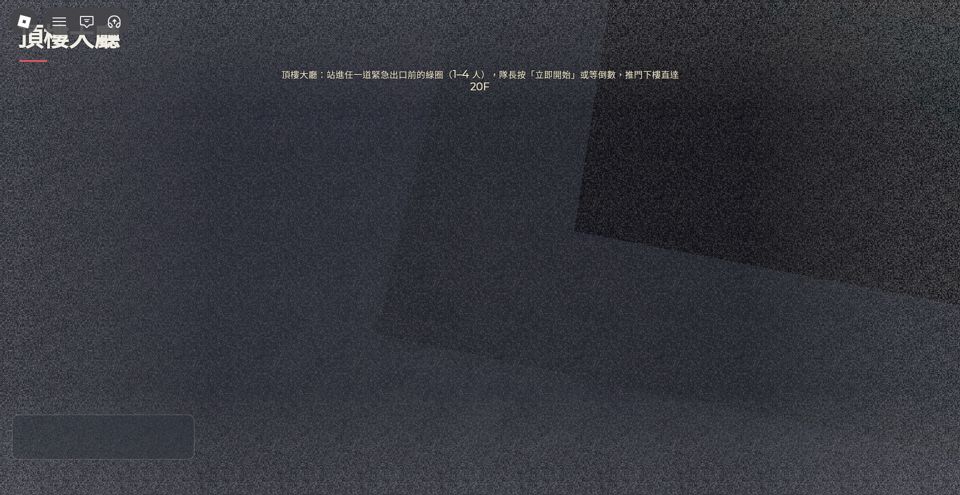 頂樓大廳
頂樓大廳：站進任一道緊急出口前的綠圈（1–4 人），隊長按「立即開始」或等倒數，推門下樓直達
20F